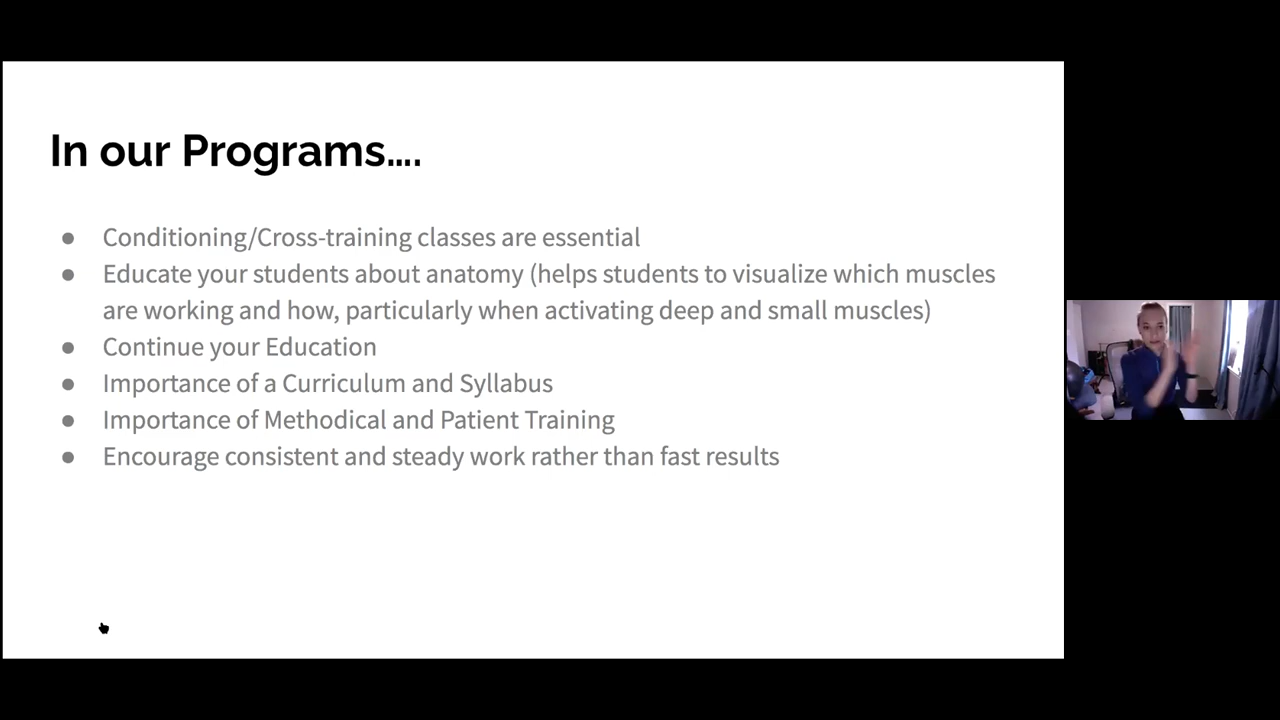 In our Programs....
● Conditioning/Cross-training classes are essential
● Educate your students about anatomy (helps students to visualize which muscles
are working and how, particularly when activating deep and small muscles)
● Continue your Education
● Importance of a Curriculum and Syllabus
● Importance of Methodical and Patient Training
● Encourage consistent and steady work rather than fast results